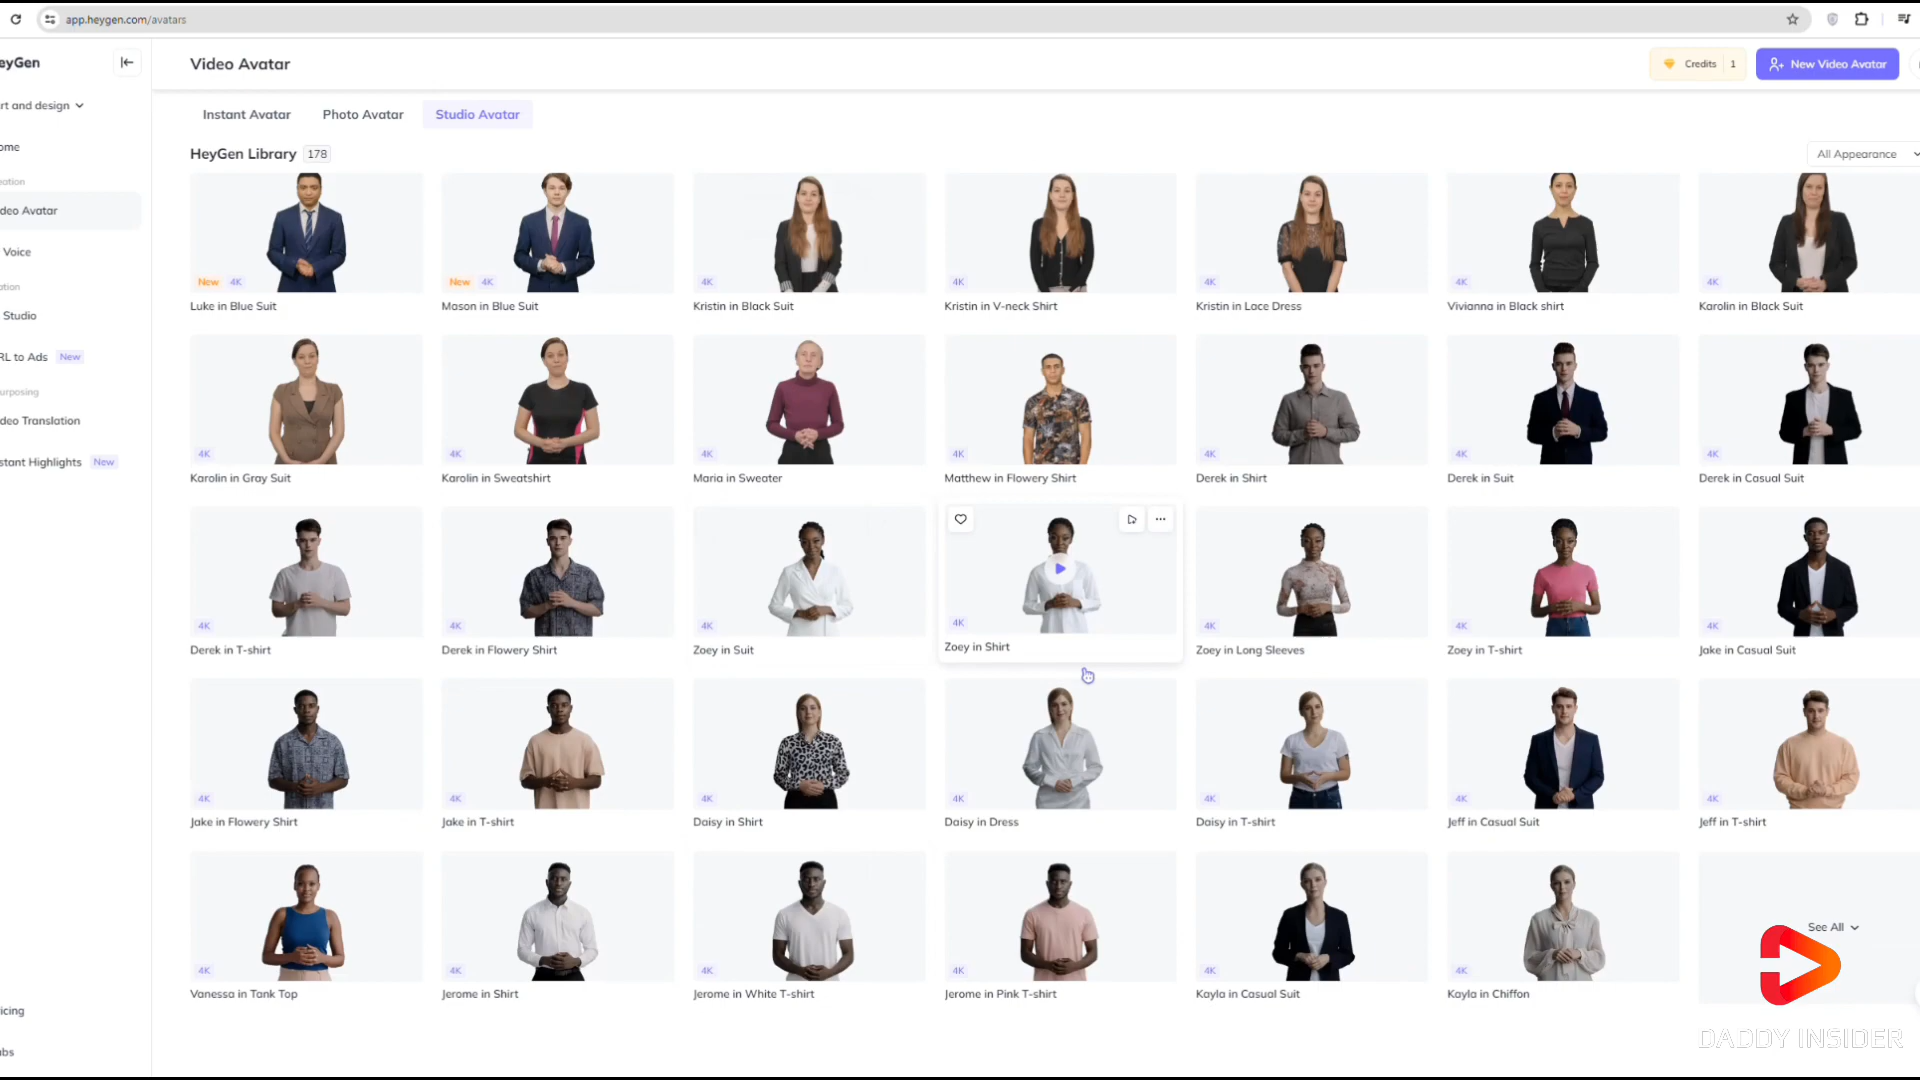 app.heygen.com/avatars
eyGen
Video Avatar
Credits 1
New Video Avatar
rt and design
Instant Avatar
Photo Avatar
Studio Avatar
ome
HeyGen Library 178
All Appearance
eation
deo Avatar
Voice
ation
Studio
RL to Ads New
urposing
deo Translation
stant Highlights New
icing
abs
New 4K
New 4K
4K
4K
4K
4K
4K
Luke in Blue Suit
Mason in Blue Suit
Kristin in Black Suit
Kristin in V-neck Shirt
Kristin in Lace Dress
Vivianna in Black shirt
Karolin in Black Suit
4K
4K
4K
4K
4K
4K
4K
Karolin in Gray Suit
Karolin in Sweatshirt
Maria in Sweater
Matthew in Flowery Shirt
Derek in Shirt
Derek in Suit
Derek in Casual Suit
4K
4K
4K
4K
4K
4K
4K
Derek in T-shirt
Derek in Flowery Shirt
Zoey in Suit
Zoey in Shirt
Zoey in Long Sleeves
Zoey in T-shirt
Jake in Casual Suit
4K
4K
4K
4K
4K
4K
4K
Jake in Flowery Shirt
Jake in T-shirt
Daisy in Shirt
Daisy in Dress
Daisy in T-shirt
Jeff in Casual Suit
Jeff in T-shirt
4K
4K
4K
4K
4K
4K
See All
Vanessa in Tank Top
Jerome in Shirt
Jerome in White T-shirt
Jerome in Pink T-shirt
Kayla in Casual Suit
Kayla in Chiffon
DADDY INSIDER